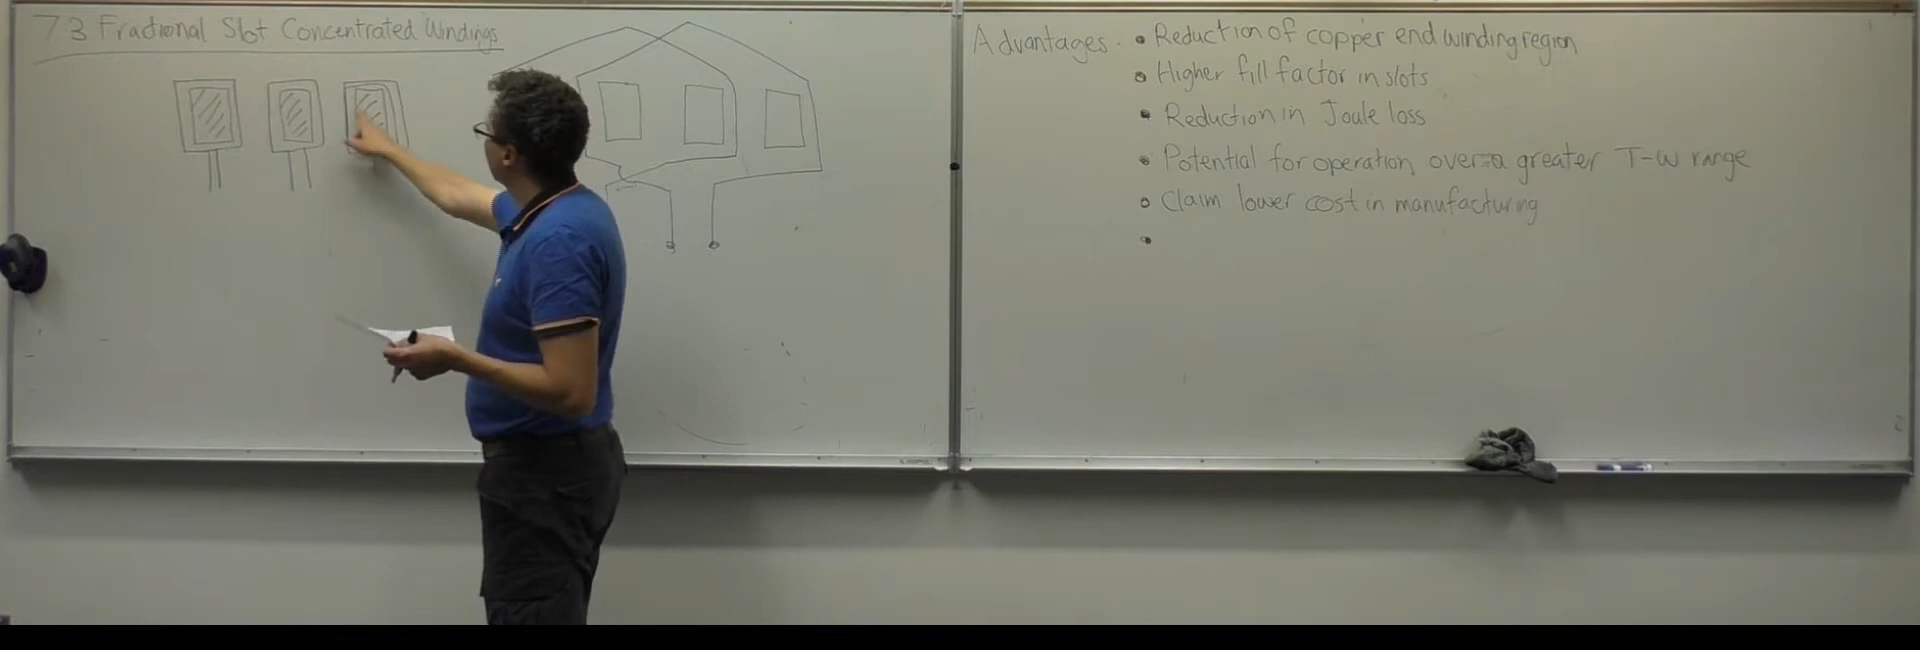 7.3 Fractional Slot Concentrated Windings
Advantages. • Reduction of copper end winding region
• Higher fill factor in slots
• Reduction in Joule loss
• Potential for operation over a greater T-ω range
• Claim lower cost in manufacturing
•